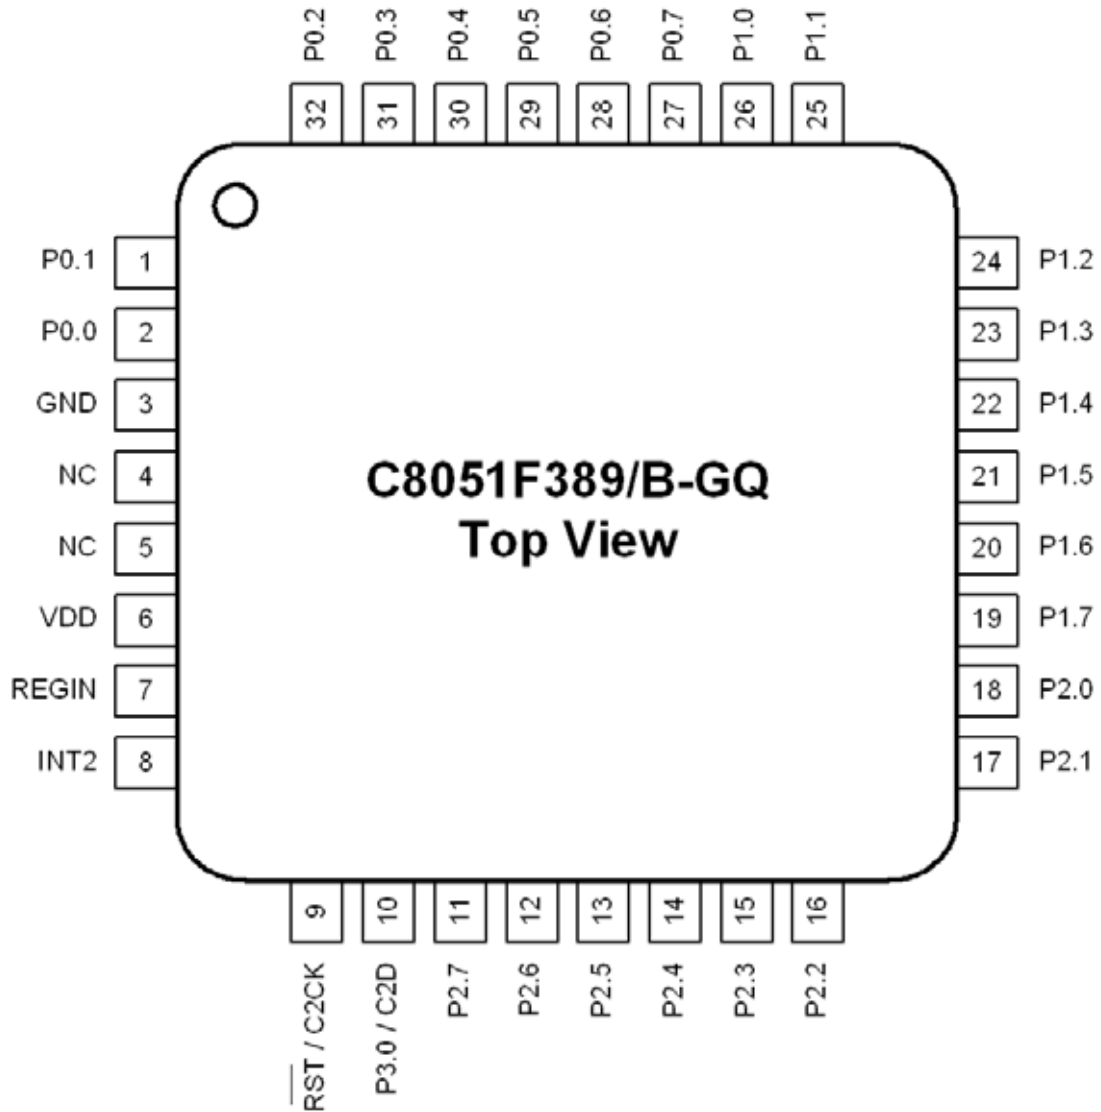 P0.2 P0.3 P0.4 P0.5 P0.6 P0.7 P1.0 P1.1
32 31 30 29 28 27 26 25
P0.1 1 24 P1.2
P0.0 2 23 P1.3
GND 3 22 P1.4
NC 4 21 P1.5
C8051F389/B-GQ
Top View
NC 5 20 P1.6
VDD 6 19 P1.7
REGIN 7 18 P2.0
INT2 8 17 P2.1
9 10 11 12 13 14 15 16
RST / C2CK P3.0 / C2D P2.7 P2.6 P2.5 P2.4 P2.3 P2.2